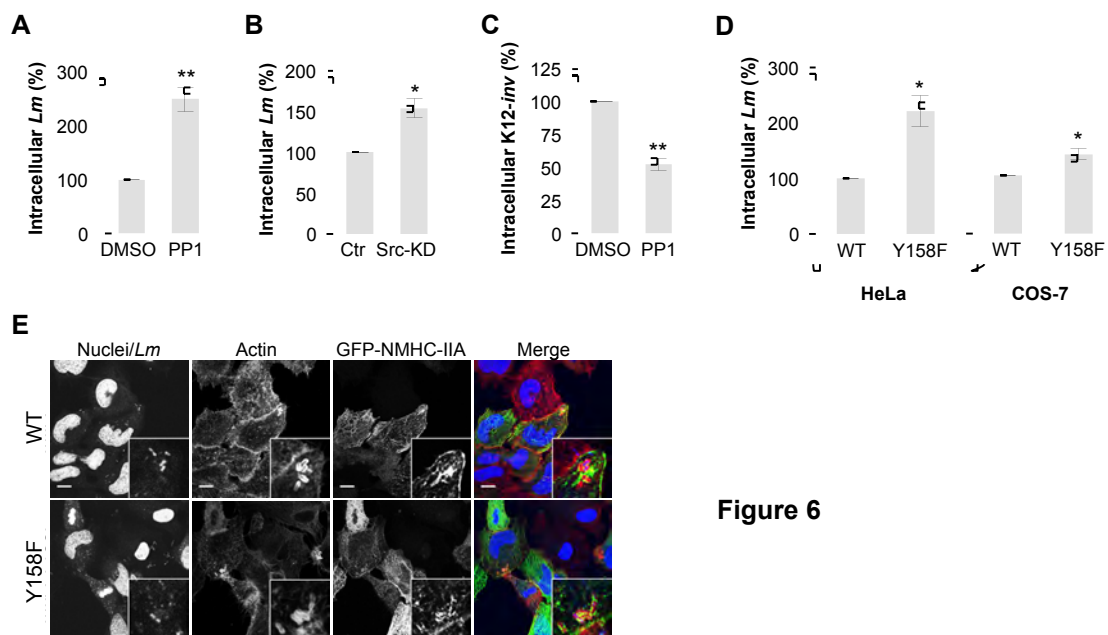 A
Intracellular Lm (%)
300
200
100
0
DMSO PP1
**
B
Intracellular Lm (%)
200
150
100
50
0
Ctr Src-KD
*
C
Intracellular K12-inv (%)
125
100
75
50
25
0
DMSO PP1
**
D
Intracellular Lm (%)
300
200
150
100
50
0
WT Y158F WT Y158F
* *
HeLa COS-7
E
Nuclei/Lm Actin GFP-NMHC-IIA Merge
WT
Y158F
Figure 6